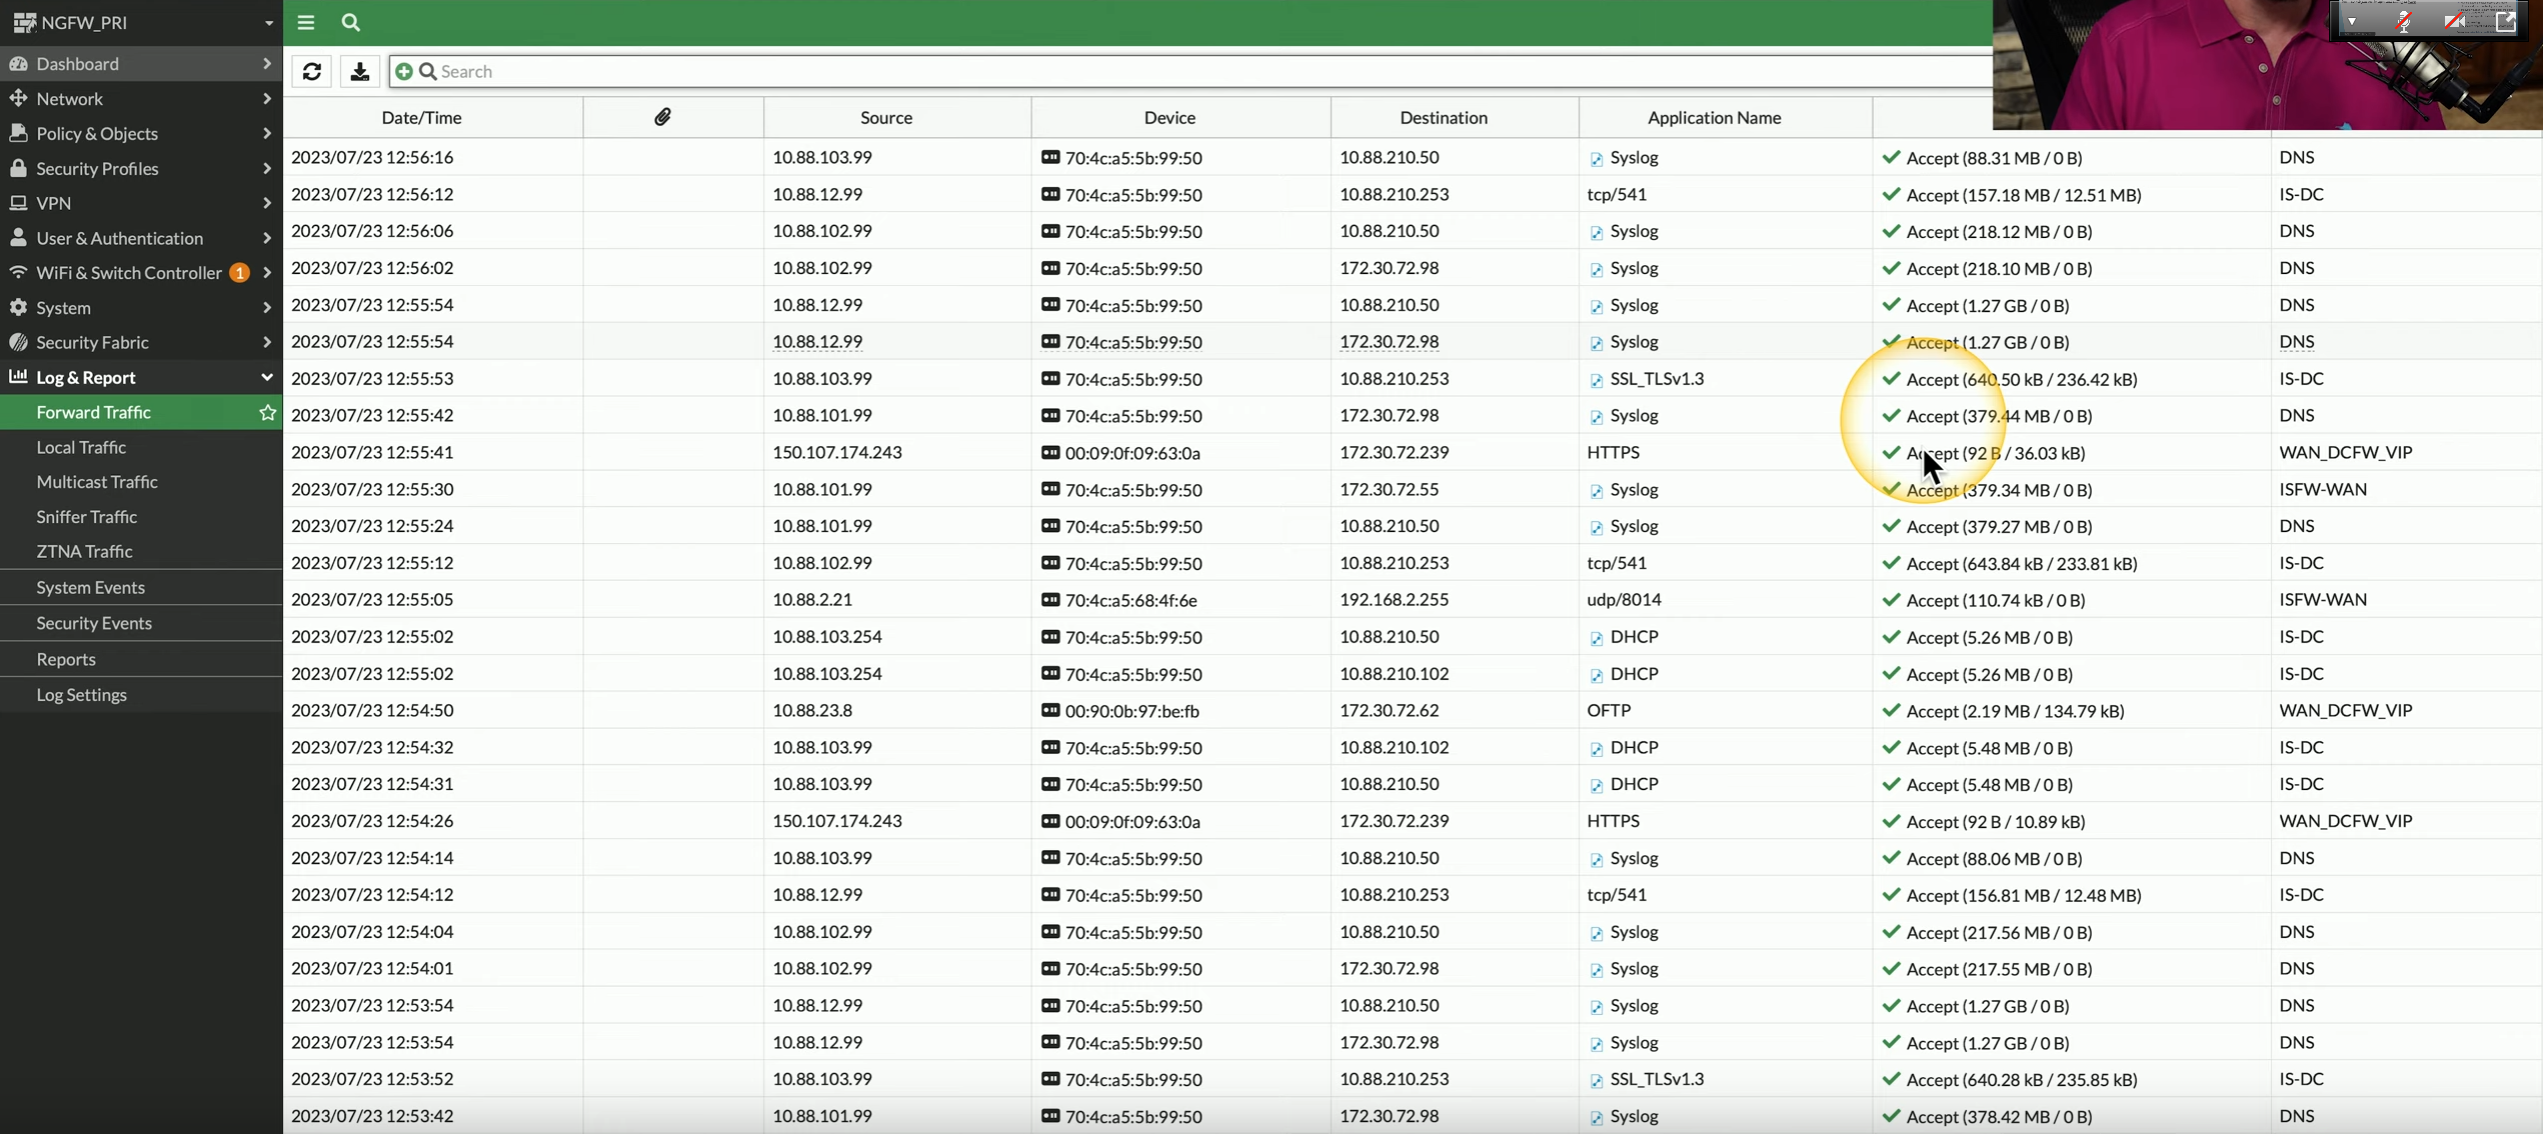 NGFW_PRI
Dashboard
Network
Policy & Objects
Security Profiles
VPN
User & Authentication
WiFi & Switch Controller 1
System
Security Fabric
Log & Report
Forward Traffic
Local Traffic
Multicast Traffic
Sniffer Traffic
ZTNA Traffic
System Events
Security Events
Reports
Log Settings
Search
Date/Time Source Device Destination Application Name
2023/07/23 12:56:16 10.88.103.99 70:4c:a5:5b:99:50 10.88.210.50 Syslog Accept (88.31 MB / 0 B) DNS
2023/07/23 12:56:12 10.88.12.99 70:4c:a5:5b:99:50 10.88.210.253 tcp/541 Accept (157.18 MB / 12.51 MB) IS-DC
2023/07/23 12:56:06 10.88.102.99 70:4c:a5:5b:99:50 10.88.210.50 Syslog Accept (218.12 MB / 0 B) DNS
2023/07/23 12:56:02 10.88.102.99 70:4c:a5:5b:99:50 172.30.72.98 Syslog Accept (218.10 MB / 0 B) DNS
2023/07/23 12:55:54 10.88.12.99 70:4c:a5:5b:99:50 10.88.210.50 Syslog Accept (1.27 GB / 0 B) DNS
2023/07/23 12:55:54 10.88.12.99 70:4c:a5:5b:99:50 172.30.72.98 Syslog Accept (1.27 GB / 0 B) DNS
2023/07/23 12:55:53 10.88.103.99 70:4c:a5:5b:99:50 10.88.210.253 SSL_TLSv1.3 Accept (640.50 kB / 236.42 kB) IS-DC
2023/07/23 12:55:42 10.88.101.99 70:4c:a5:5b:99:50 172.30.72.98 Syslog Accept (379.44 MB / 0 B) DNS
2023/07/23 12:55:41 150.107.174.243 00:09:0f:09:63:0a 172.30.72.239 HTTPS Accept (92 B / 36.03 kB) WAN_DCFW_VIP
2023/07/23 12:55:30 10.88.101.99 70:4c:a5:5b:99:50 172.30.72.55 Syslog Accept (379.34 MB / 0 B) ISFW-WAN
2023/07/23 12:55:24 10.88.101.99 70:4c:a5:5b:99:50 10.88.210.50 Syslog Accept (379.27 MB / 0 B) DNS
2023/07/23 12:55:12 10.88.102.99 70:4c:a5:5b:99:50 10.88.210.253 tcp/541 Accept (643.84 kB / 233.81 kB) IS-DC
2023/07/23 12:55:05 10.88.2.21 70:4c:a5:68:4f:6e 192.168.2.255 udp/8014 Accept (110.74 kB / 0 B) ISFW-WAN
2023/07/23 12:55:02 10.88.103.254 70:4c:a5:5b:99:50 10.88.210.50 DHCP Accept (5.26 MB / 0 B) IS-DC
2023/07/23 12:55:02 10.88.103.254 70:4c:a5:5b:99:50 10.88.210.102 DHCP Accept (5.26 MB / 0 B) IS-DC
2023/07/23 12:54:50 10.88.23.8 00:90:0b:97:be:fb 172.30.72.62 OFTP Accept (2.19 MB / 134.79 kB) WAN_DCFW_VIP
2023/07/23 12:54:32 10.88.103.99 70:4c:a5:5b:99:50 10.88.210.102 DHCP Accept (5.48 MB / 0 B) IS-DC
2023/07/23 12:54:31 10.88.103.99 70:4c:a5:5b:99:50 10.88.210.50 DHCP Accept (5.48 MB / 0 B) IS-DC
2023/07/23 12:54:26 150.107.174.243 00:09:0f:09:63:0a 172.30.72.239 HTTPS Accept (92 B / 10.89 kB) WAN_DCFW_VIP
2023/07/23 12:54:14 10.88.103.99 70:4c:a5:5b:99:50 10.88.210.50 Syslog Accept (88.06 MB / 0 B) DNS
2023/07/23 12:54:12 10.88.12.99 70:4c:a5:5b:99:50 10.88.210.253 tcp/541 Accept (156.81 MB / 12.48 MB) IS-DC
2023/07/23 12:54:04 10.88.102.99 70:4c:a5:5b:99:50 10.88.210.50 Syslog Accept (217.56 MB / 0 B) DNS
2023/07/23 12:54:01 10.88.102.99 70:4c:a5:5b:99:50 172.30.72.98 Syslog Accept (217.55 MB / 0 B) DNS
2023/07/23 12:53:54 10.88.12.99 70:4c:a5:5b:99:50 10.88.210.50 Syslog Accept (1.27 GB / 0 B) DNS
2023/07/23 12:53:54 10.88.12.99 70:4c:a5:5b:99:50 172.30.72.98 Syslog Accept (1.27 GB / 0 B) DNS
2023/07/23 12:53:52 10.88.103.99 70:4c:a5:5b:99:50 10.88.210.253 SSL_TLSv1.3 Accept (640.28 kB / 235.85 kB) IS-DC
2023/07/23 12:53:42 10.88.101.99 70:4c:a5:5b:99:50 172.30.72.98 Syslog Accept (378.42 MB / 0 B) DNS